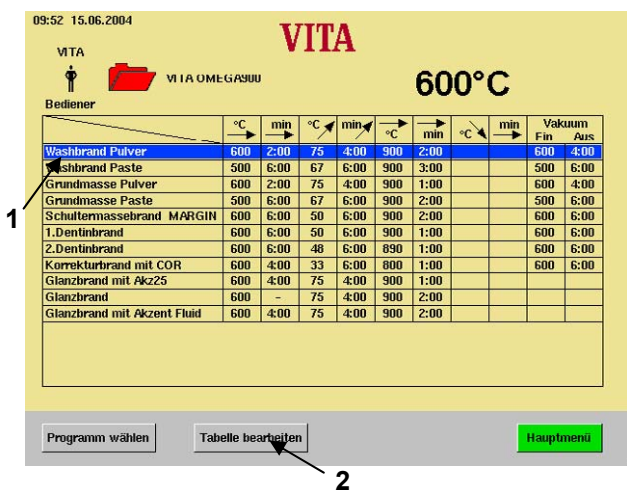 09:52 15.06.2004
VITA
VITA
VITA OMEGA900
600°C
Bediener
°C min °C min °C min °C min Vakuum
Ein Aus
Washbrand Pulver 600 2:00 75 4:00 900 2:00 600 4:00
Washbrand Paste 500 6:00 67 6:00 900 3:00 500 6:00
Grundmasse Pulver 600 2:00 75 4:00 900 1:00 600 4:00
Grundmasse Paste 500 6:00 67 6:00 900 2:00 500 6:00
Schultermassebrand MARGIN 600 6:00 50 6:00 900 2:00 600 6:00
1.Dentinbrand 600 6:00 50 6:00 900 1:00 600 6:00
2.Dentinbrand 600 6:00 48 6:00 890 1:00 600 6:00
Korrekturbrand mit COR 600 4:00 33 6:00 800 1:00 600 6:00
Glanzbrand mit Akz25 600 4:00 75 4:00 900 1:00
Glanzbrand 600 - 75 4:00 900 2:00
Glanzbrand mit Akzent Fluid 600 4:00 75 4:00 900 2:00
1
Programm wählen Tabelle bearbeiten Hauptmenü
2